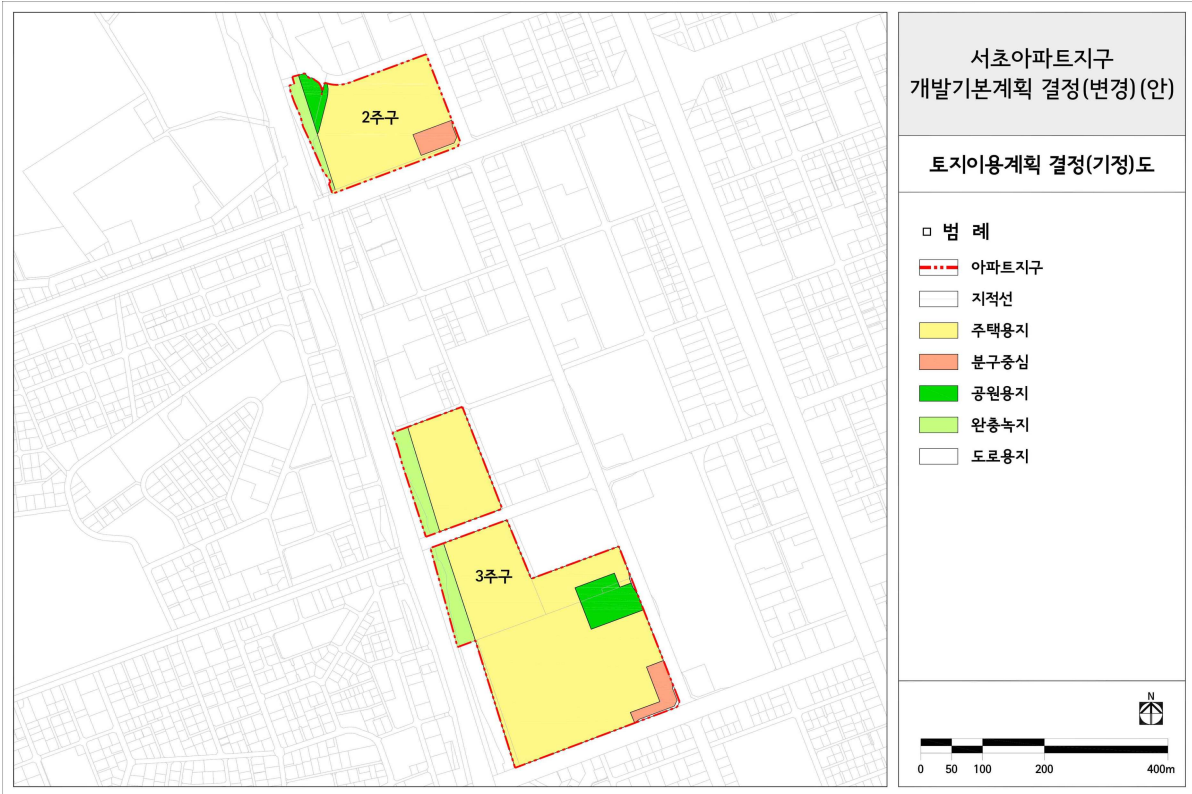 서초아파트지구
개발기본계획 결정(변경)(안)
토지이용계획 결정(기정)도
범 례
아파트지구
지적선
주택용지
분구중심
공원용지
완충녹지
도로용지
2주구
3주구
N
0 50 100 200 400m